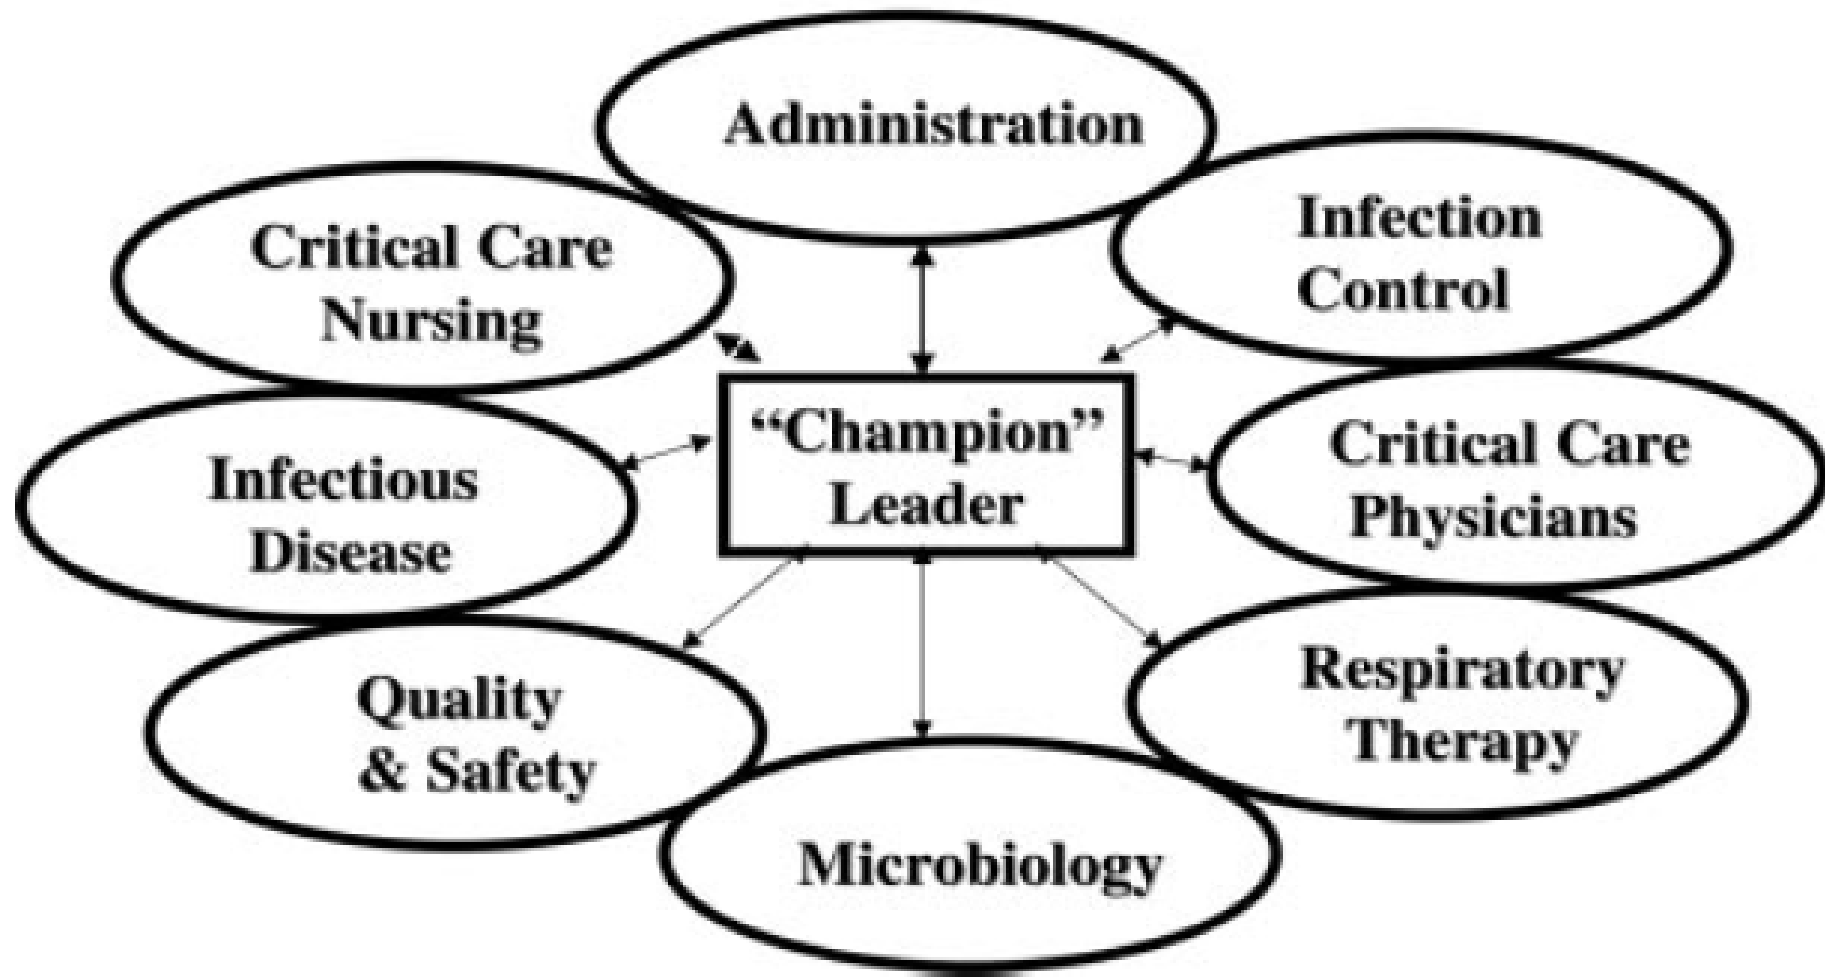 Administration
Infection
Control
Critical Care
Nursing
“Champion”
Leader
Critical Care
Physicians
Infectious
Disease
Respiratory
Therapy
Quality
& Safety
Microbiology